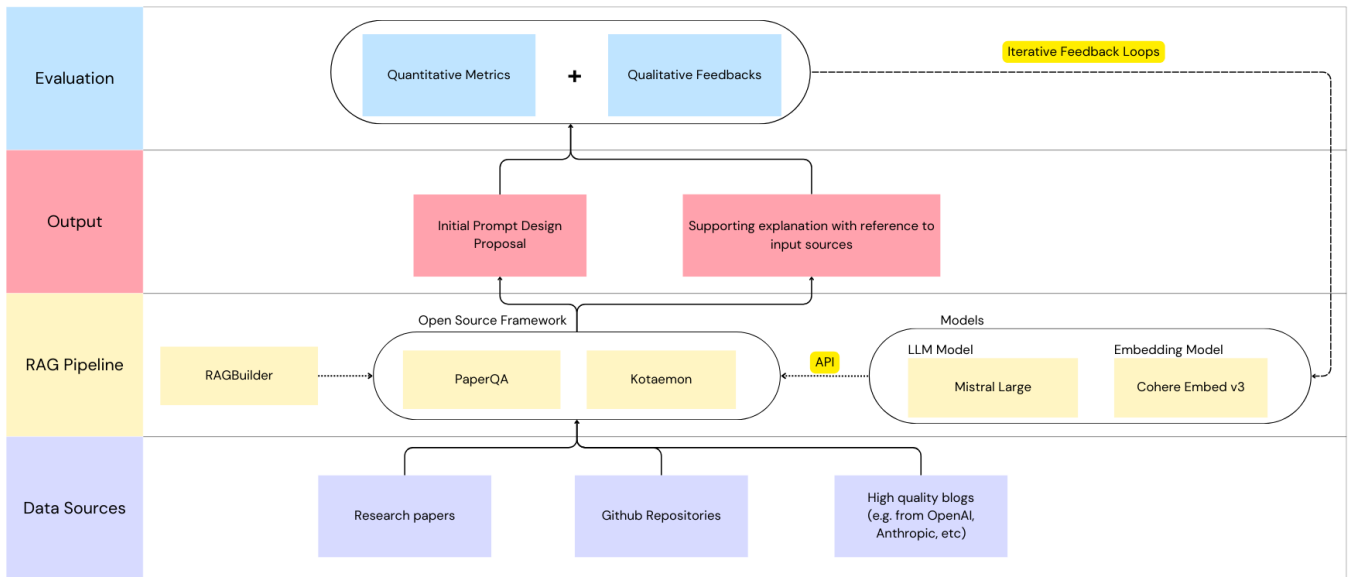 Evaluation
Quantitative Metrics
+
Qualitative Feedbacks
Iterative Feedback Loops
Output
Initial Prompt Design
Proposal
Supporting explanation with reference to
input sources
RAG Pipeline
Open Source Framework
Models
RAGBuilder
PaperQA
Kotaemon
API
LLM Model
Mistral Large
Embedding Model
Cohere Embed v3
Data Sources
Research papers
Github Repositories
High quality blogs
(e.g. from OpenAI,
Anthropic, etc)